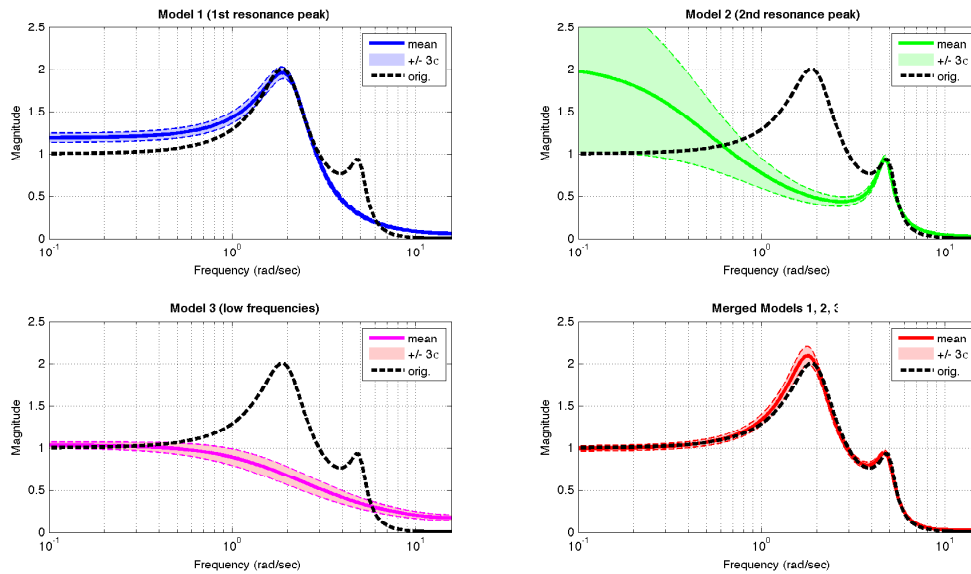 Model 1 (1st resonance peak)
2.5
2
1.5
1
0.5
0
Magnitude
10-1
100
101
Frequency (rad/sec)
mean
+/- 3c
orig.
Model 2 (2nd resonance peak)
2.5
2
1.5
1
0.5
0
Magnitude
10-1
100
101
Frequency (rad/sec)
mean
+/- 3c
orig.
Model 3 (low frequencies)
2.5
2
1.5
1
0.5
0
Magnitude
10-1
100
101
Frequency (rad/sec)
mean
+/- 3c
orig.
Merged Models 1, 2, 3
2.5
2
1.5
1
0.5
0
Magnitude
10-1
100
101
Frequency (rad/sec)
mean
+/- 3c
orig.